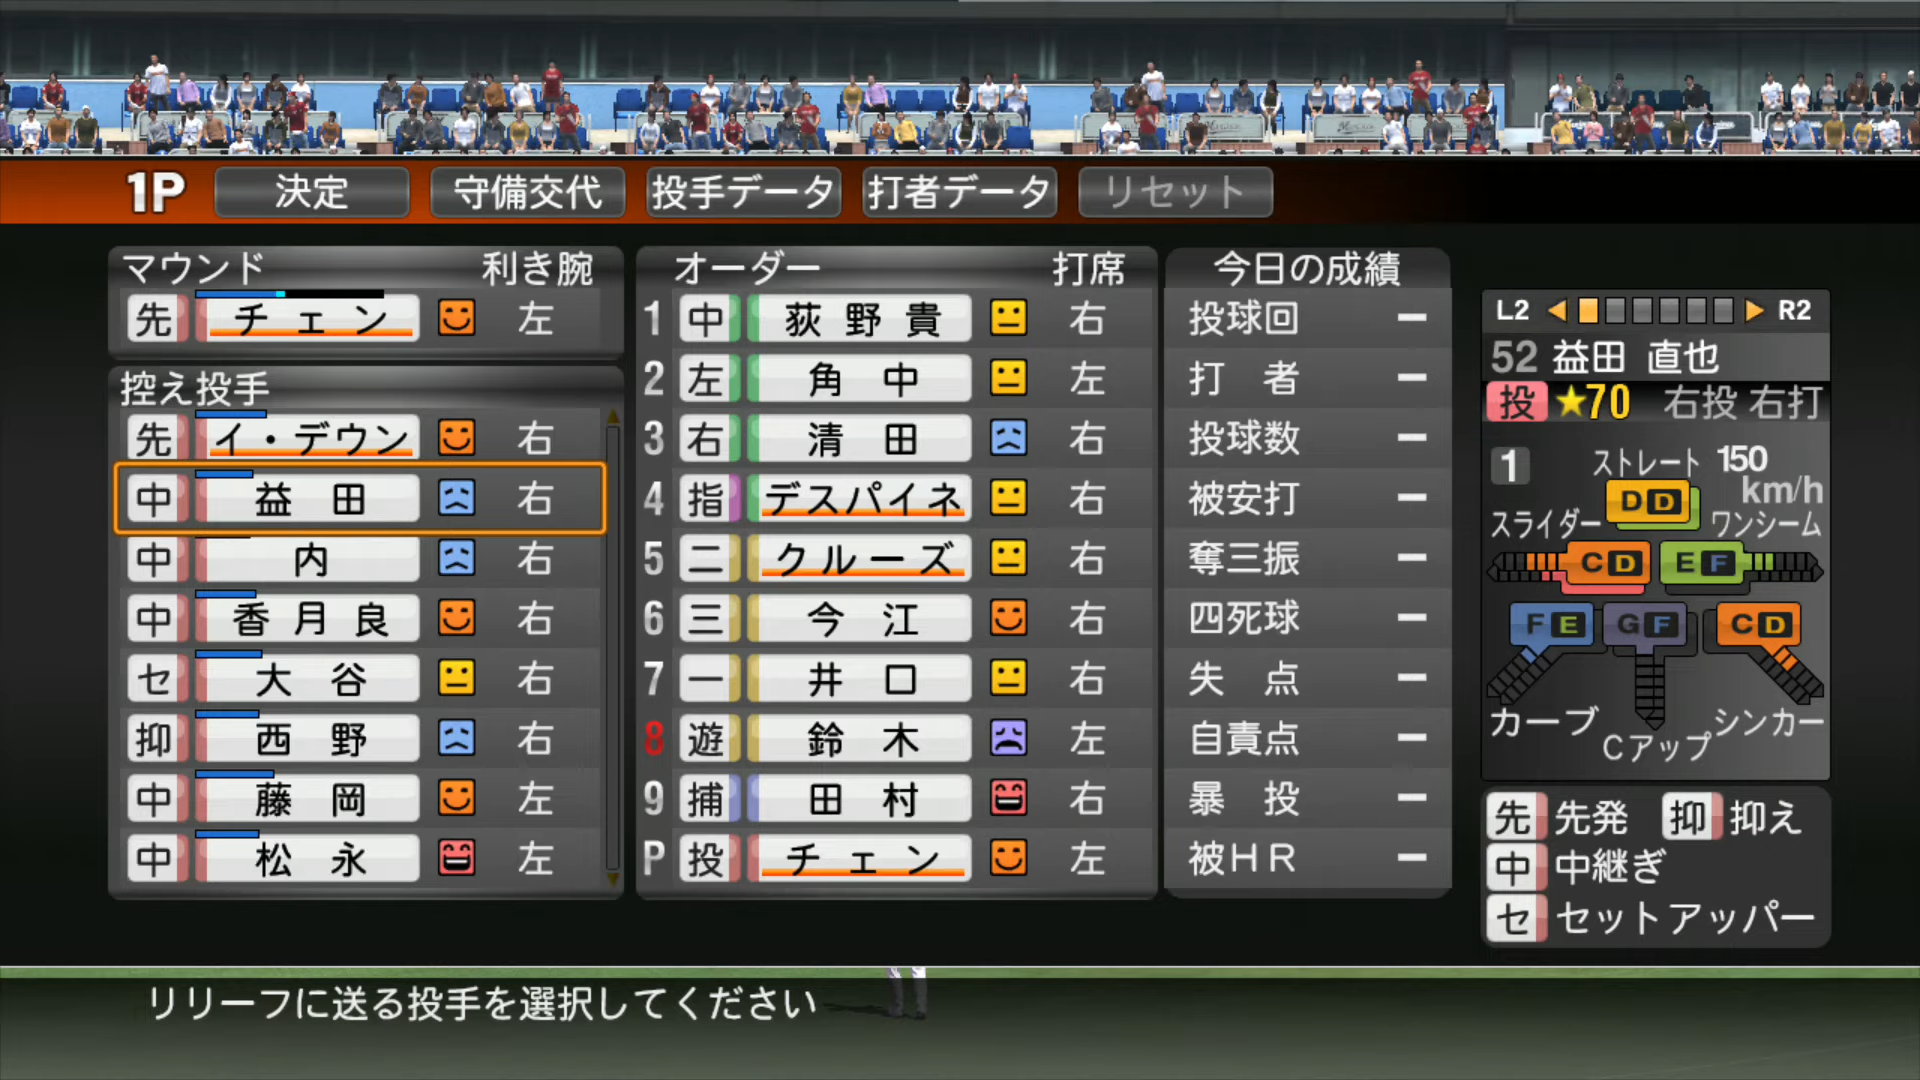 1P 決定 守備交代 投手データ 打者データ リセット
マウンド 利き腕
先 チェン 左
控え投手
先 イ・デウン 右
中 益田 右
中 内 右
中 香月良 右
セ 大谷 右
抑 西野 右
中 藤岡 左
中 松永 左
オーダー 打席
1 中 荻野貴 右
2 左 角中 左
3 右 清田 右
4 指 デスパイネ 右
5 二 クルーズ 右
6 三 今江 右
7 一 井口 右
8 遊 鈴木 左
9 捕 田村 右
P 投 チェン 左
今日の成績
投球回 ー
打者 ー
投球数 ー
被安打 ー
奪三振 ー
四死球 ー
失点 ー
自責点 ー
暴投 ー
被HR ー
L2 R2
52 益田 直也
投 ★70 右投 右打
1 ストレート 150 km/h
DD
スライダー ワンシーム
CD EF
FE GF CD
カーブ Cアップ シンカー
先 先発 抑 抑え
中 中継ぎ
セ セットアッパー
リリーフに送る投手を選択してください